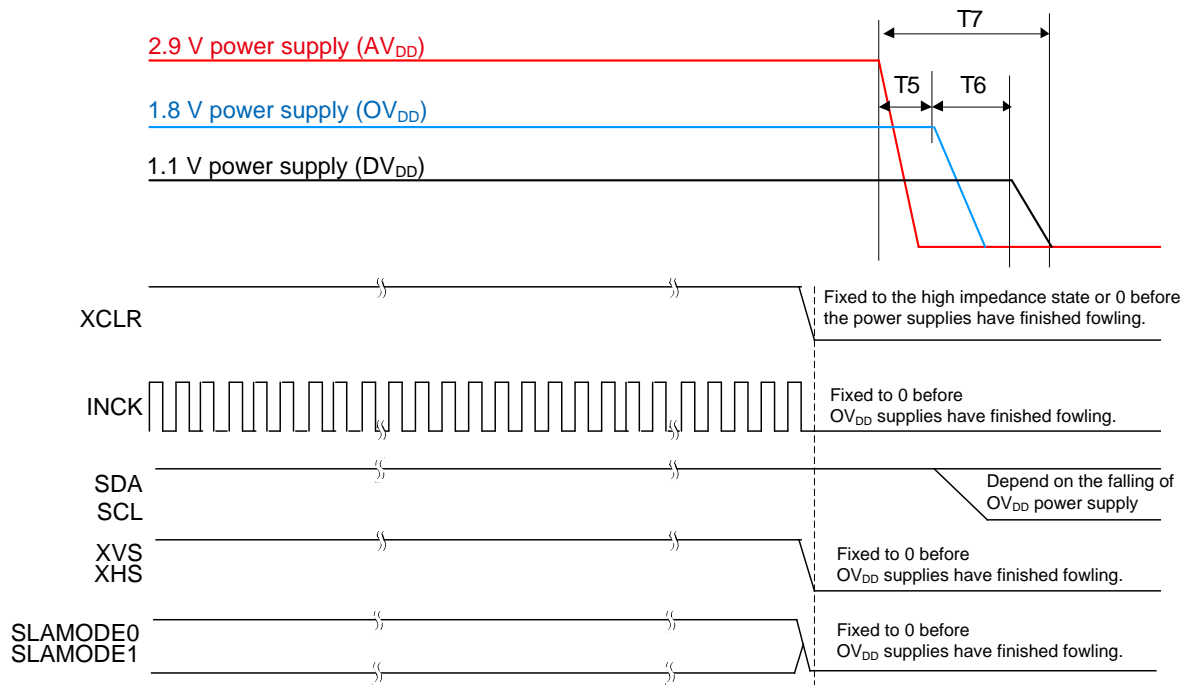 T7
2.9 V power supply (AVDD)
T5 T6
1.8 V power supply (OVDD)
1.1 V power supply (DVDD)
XCLR
Fixed to the high impedance state or 0 before
the power supplies have finished fowling.
INCK
Fixed to 0 before
OVDD supplies have finished fowling.
SDA
SCL
Depend on the falling of
OVDD power supply
XVS
XHS
Fixed to 0 before
OVDD supplies have finished fowling.
SLAMODE0
SLAMODE1
Fixed to 0 before
OVDD supplies have finished fowling.